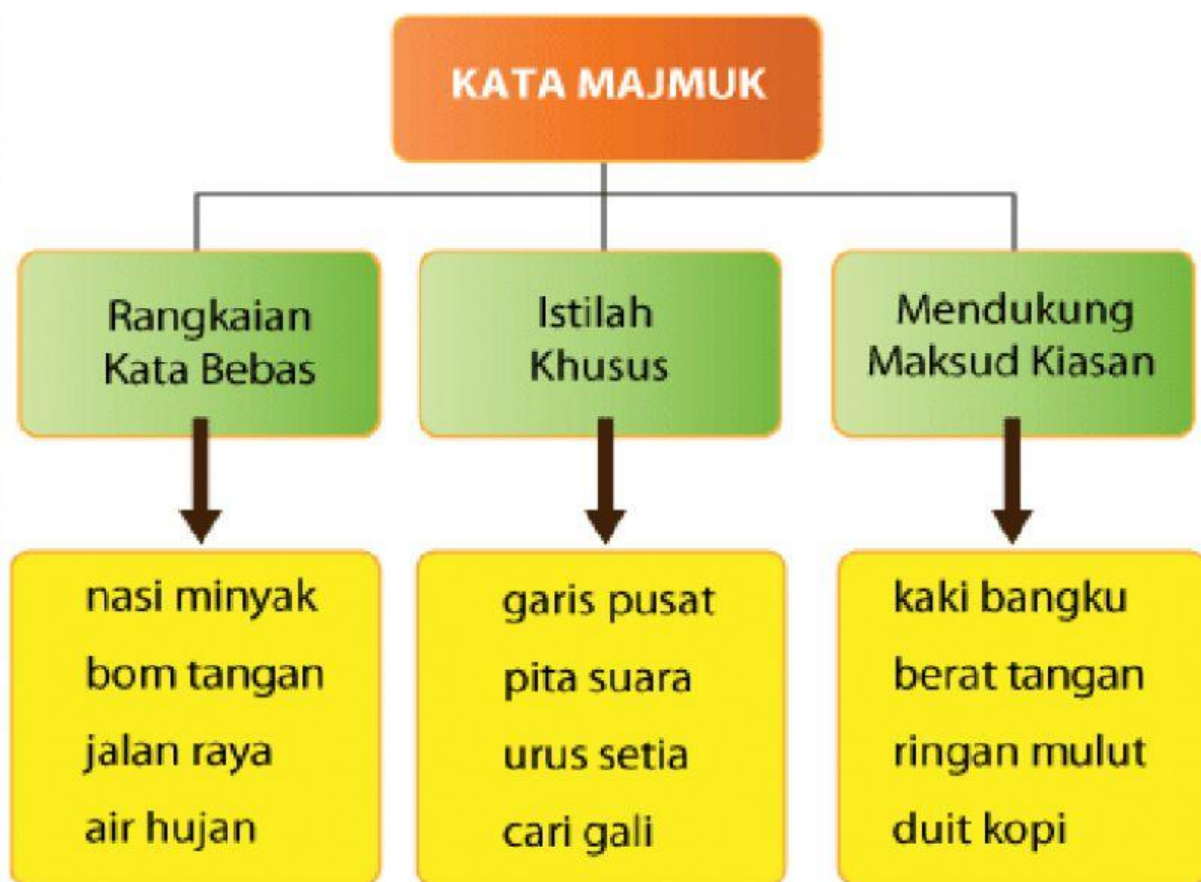 KATA MAJMUK
Rangkaian
Kata Bebas
Istilah
Khusus
Mendukung
Maksud Kiasan
nasi minyak
bom tangan
jalan raya
air hujan
garis pusat
pita suara
urus setia
cari gali
kaki bangku
berat tangan
ringan mulut
duit kopi